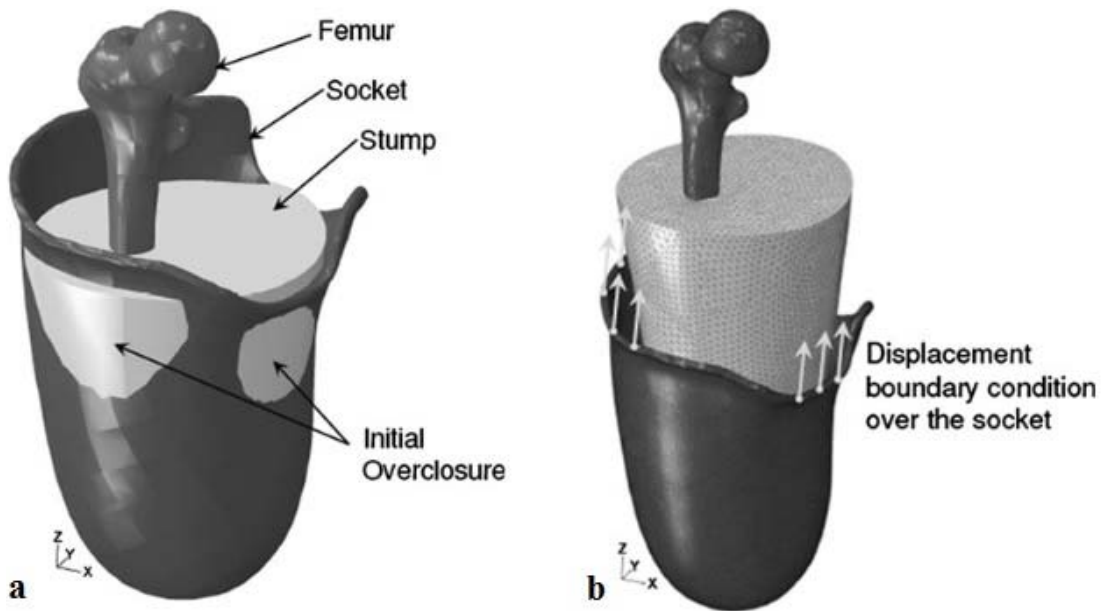 Femur
Socket
Stump
Initial
Overclosure
Z
Y
X
a
Displacement
boundary condition
over the socket
Z
Y
X
b